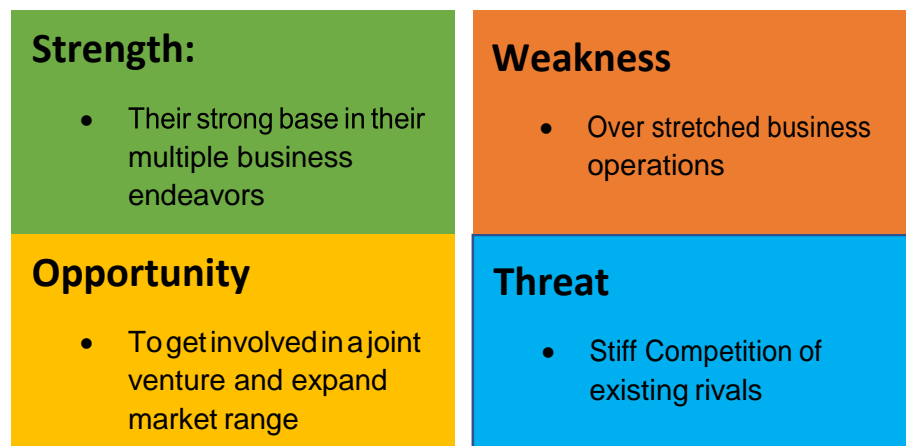 Strength:
• Their strong base in their
multiple business
endeavors
Weakness
• Over stretched business
operations
Opportunity
• To get involved in a joint
venture and expand
market range
Threat
• Stiff Competition of
existing rivals